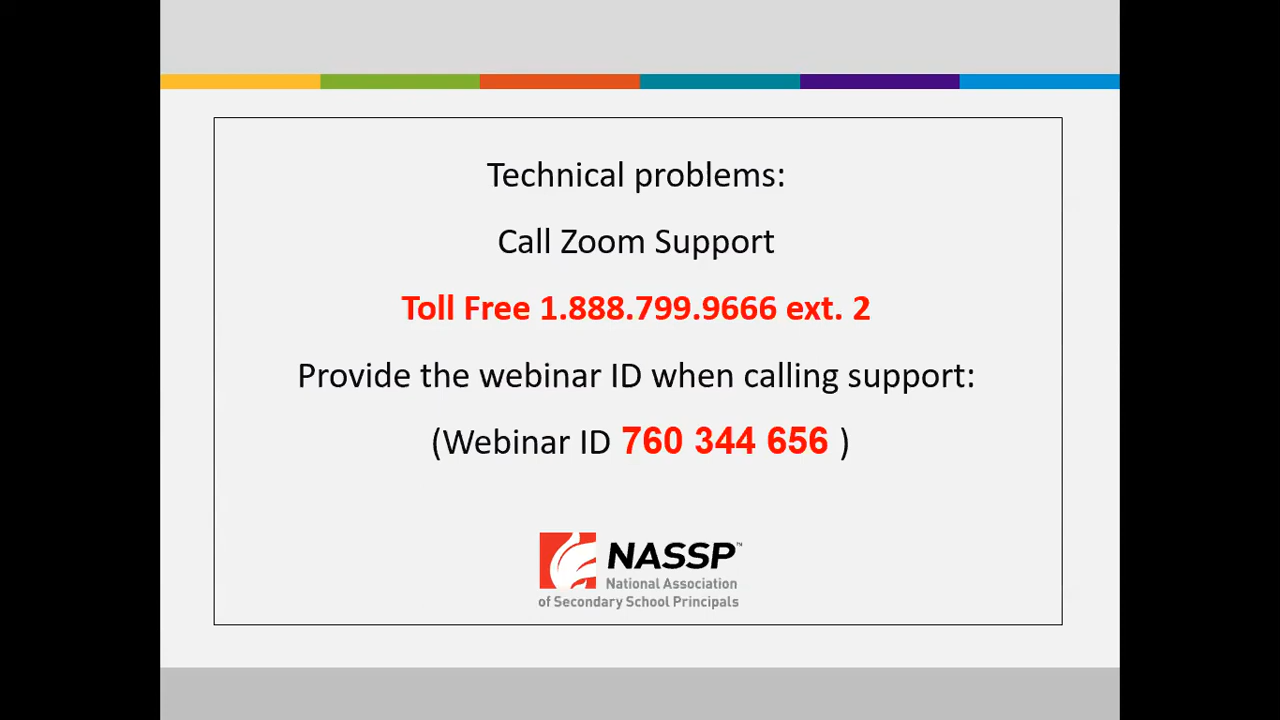 Technical problems:
Call Zoom Support
Toll Free 1.888.799.9666 ext. 2
Provide the webinar ID when calling support:
(Webinar ID 760 344 656 )
NASSP™
National Association
of Secondary School Principals